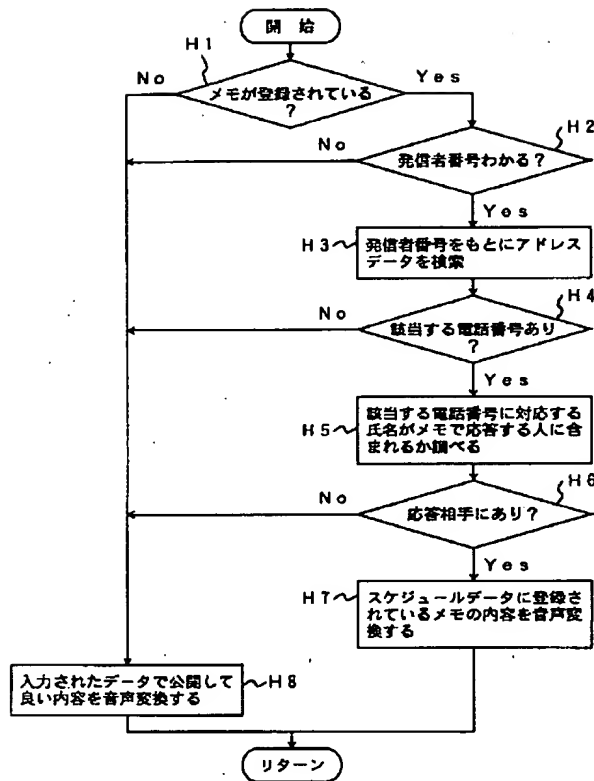 開 始
H1
No
Yes
メモが登録されている
?
H2
No
発信者番号わかる?
Yes
H3
発信者番号をもとにアドレス
データを検索
H4
No
該当する電話番号あり
?
Yes
H5
該当する電話番号に対応する
氏名がメモで応答する人に含
まれるか調べる
H6
No
応答相手にあり?
Yes
H7
スケジュールデータに登録さ
れているメモの内容を音声変
換する
入力されたデータで公開して
良い内容を音声変換する
H8
リターン